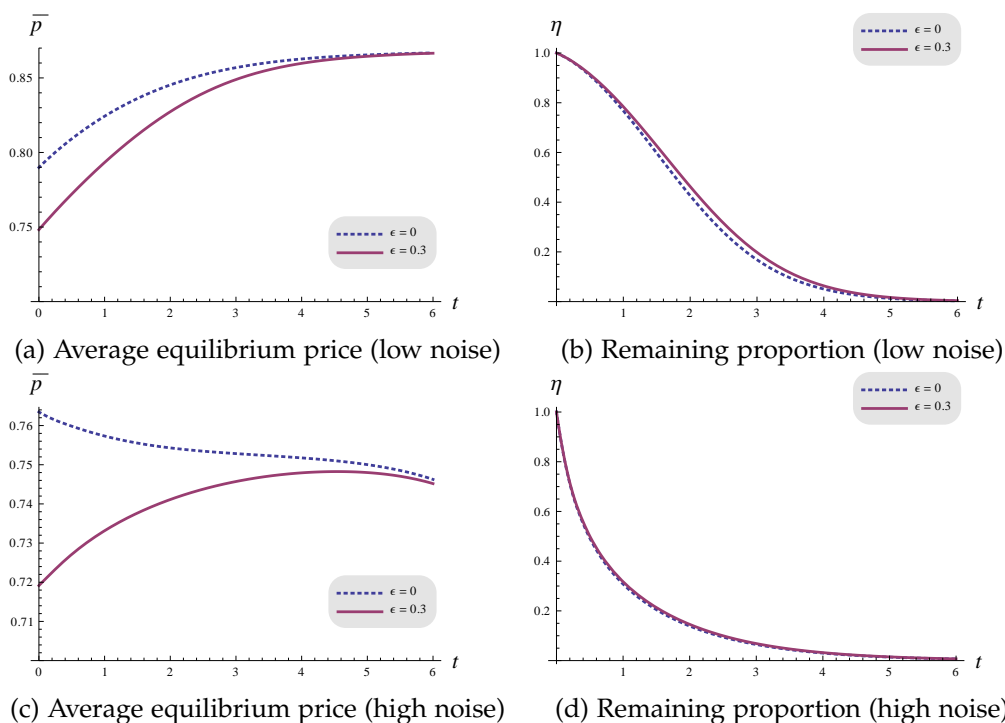 p̅
0.85
0.80
0.75
0 1 2 3 4 5 6 t
ϵ = 0
ϵ = 0.3
(a) Average equilibrium price (low noise)
η
1.0
0.8
0.6
0.4
0.2
1 2 3 4 5 6 t
ϵ = 0
ϵ = 0.3
(b) Remaining proportion (low noise)
p̅
0.76
0.75
0.74
0.73
0.72
0.71
0 1 2 3 4 5 6 t
ϵ = 0
ϵ = 0.3
(c) Average equilibrium price (high noise)
η
1.0
0.8
0.6
0.4
0.2
1 2 3 4 5 6 t
ϵ = 0
ϵ = 0.3
(d) Remaining proportion (high noise